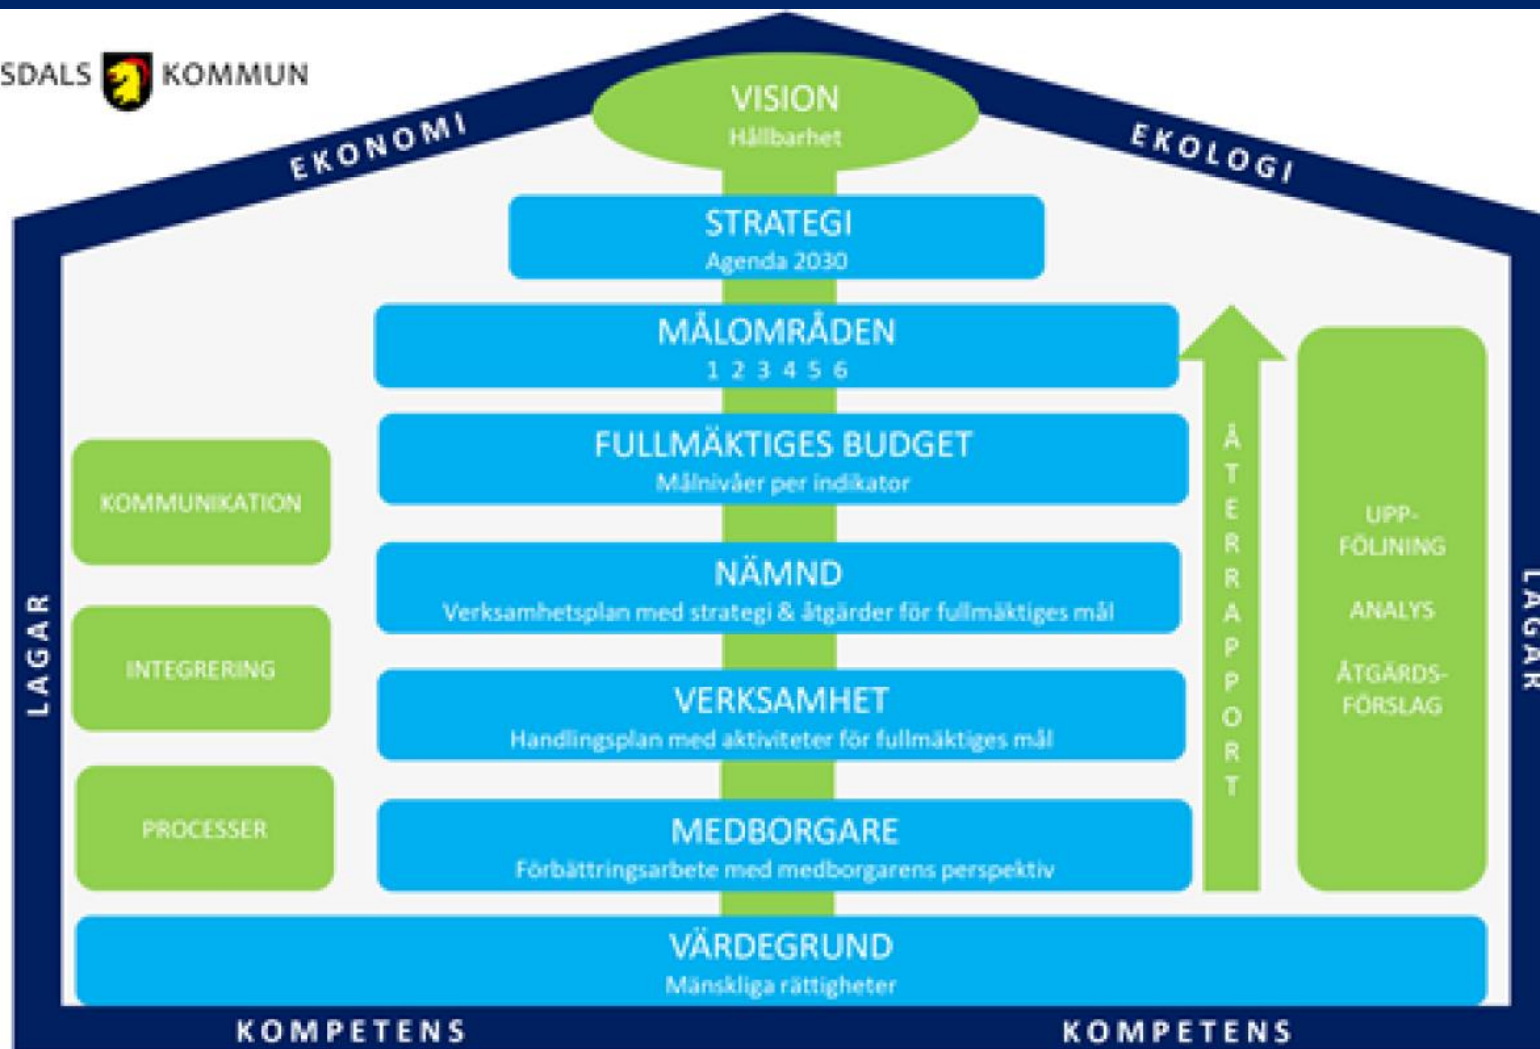 SDALS KOMMUN
EKONOMI
EKOLOGI
VISION
Hållbarhet
STRATEGI
Agenda 2030
MÅLOMRÅDEN
1 2 3 4 5 6
FULLMÄKTIGES BUDGET
Målnivåer per indikator
NÄMND
Verksamhetsplan med strategi & åtgärder för fullmäktiges mål
VERKSAMHET
Handlingsplan med aktiviteter för fullmäktiges mål
MEDBORGARE
Förbättringsarbete med medborgarens perspektiv
VÄRDEGRUND
Mänskliga rättigheter
KOMMUNIKATION
INTEGRERING
PROCESSER
ÅTERRAPPORT
UPP-
FÖLJNING
ANALYS
ÅTGÄRDS-
FÖRSLAG
LAGAR
LAGAR
KOMPETENS
KOMPETENS